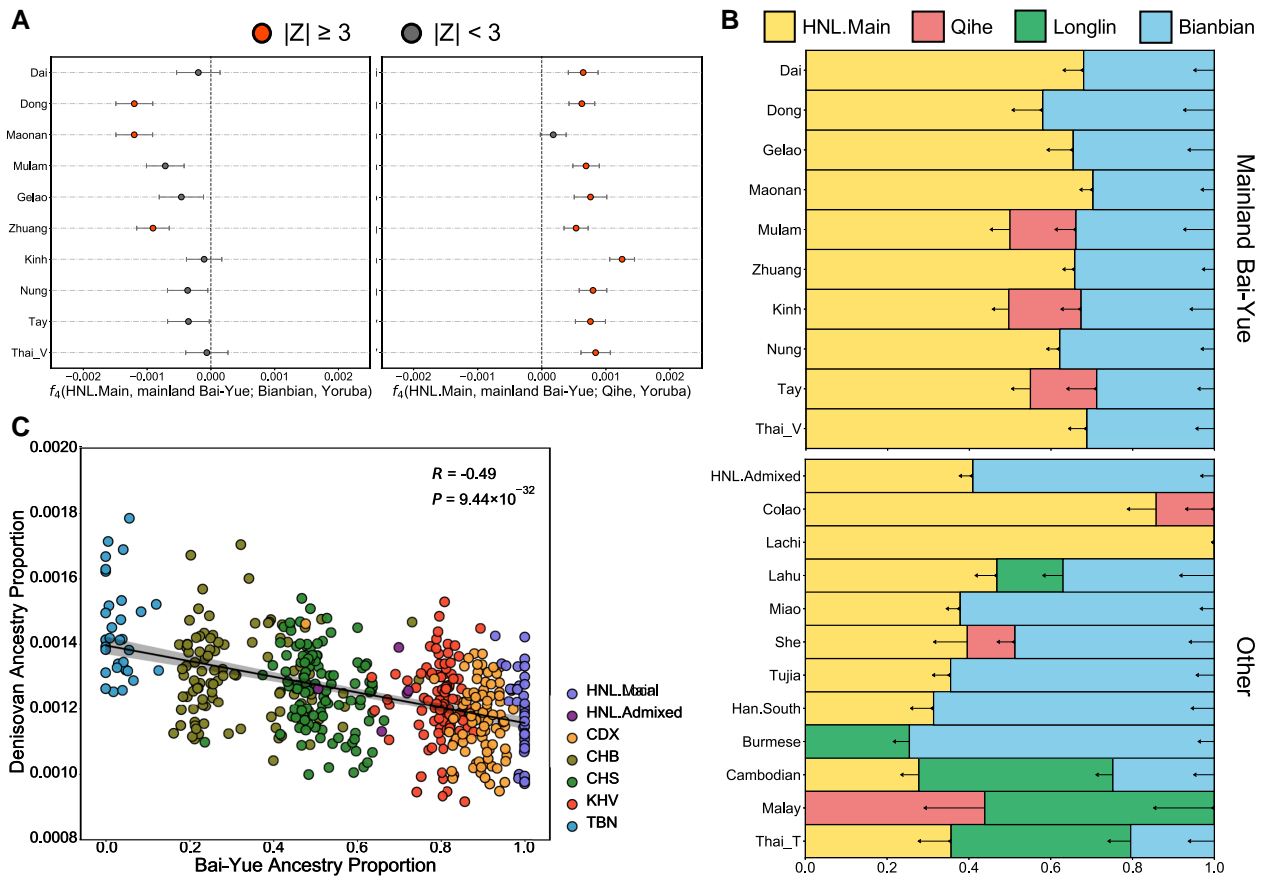 A
|Z| ≥ 3
|Z| < 3
Dai
Dong
Maonan
Mulam
Gelao
Zhuang
Kinh
Nung
Tay
Thai_V
−0.002 −0.001 0.000 0.001 0.002
f4(HNL.Main, mainland Bai-Yue; Bianbian, Yoruba)
−0.002 −0.001 0.000 0.001 0.002
f4(HNL.Main, mainland Bai-Yue; Qihe, Yoruba)
B
HNL.Main
Qihe
Longlin
Bianbian
Dai
Dong
Gelao
Maonan
Mulam
Zhuang
Kinh
Nung
Tay
Thai_V
Mainland Bai-Yue
HNL.Admixed
Colao
Lachi
Lahu
Miao
She
Tujia
Han.South
Burmese
Cambodian
Malay
Thai_T
Other
0.0 0.2 0.4 0.6 0.8 1.0
C
0.0020
0.0018
0.0016
0.0014
0.0012
0.0010
0.0008
Denisovan Ancestry Proportion
R = -0.49
P = 9.44×10−32
HNL.Admixed
CDX
CHB
CHS
KHV
TBN
0.0 0.2 0.4 0.6 0.8 1.0
Bai-Yue Ancestry Proportion